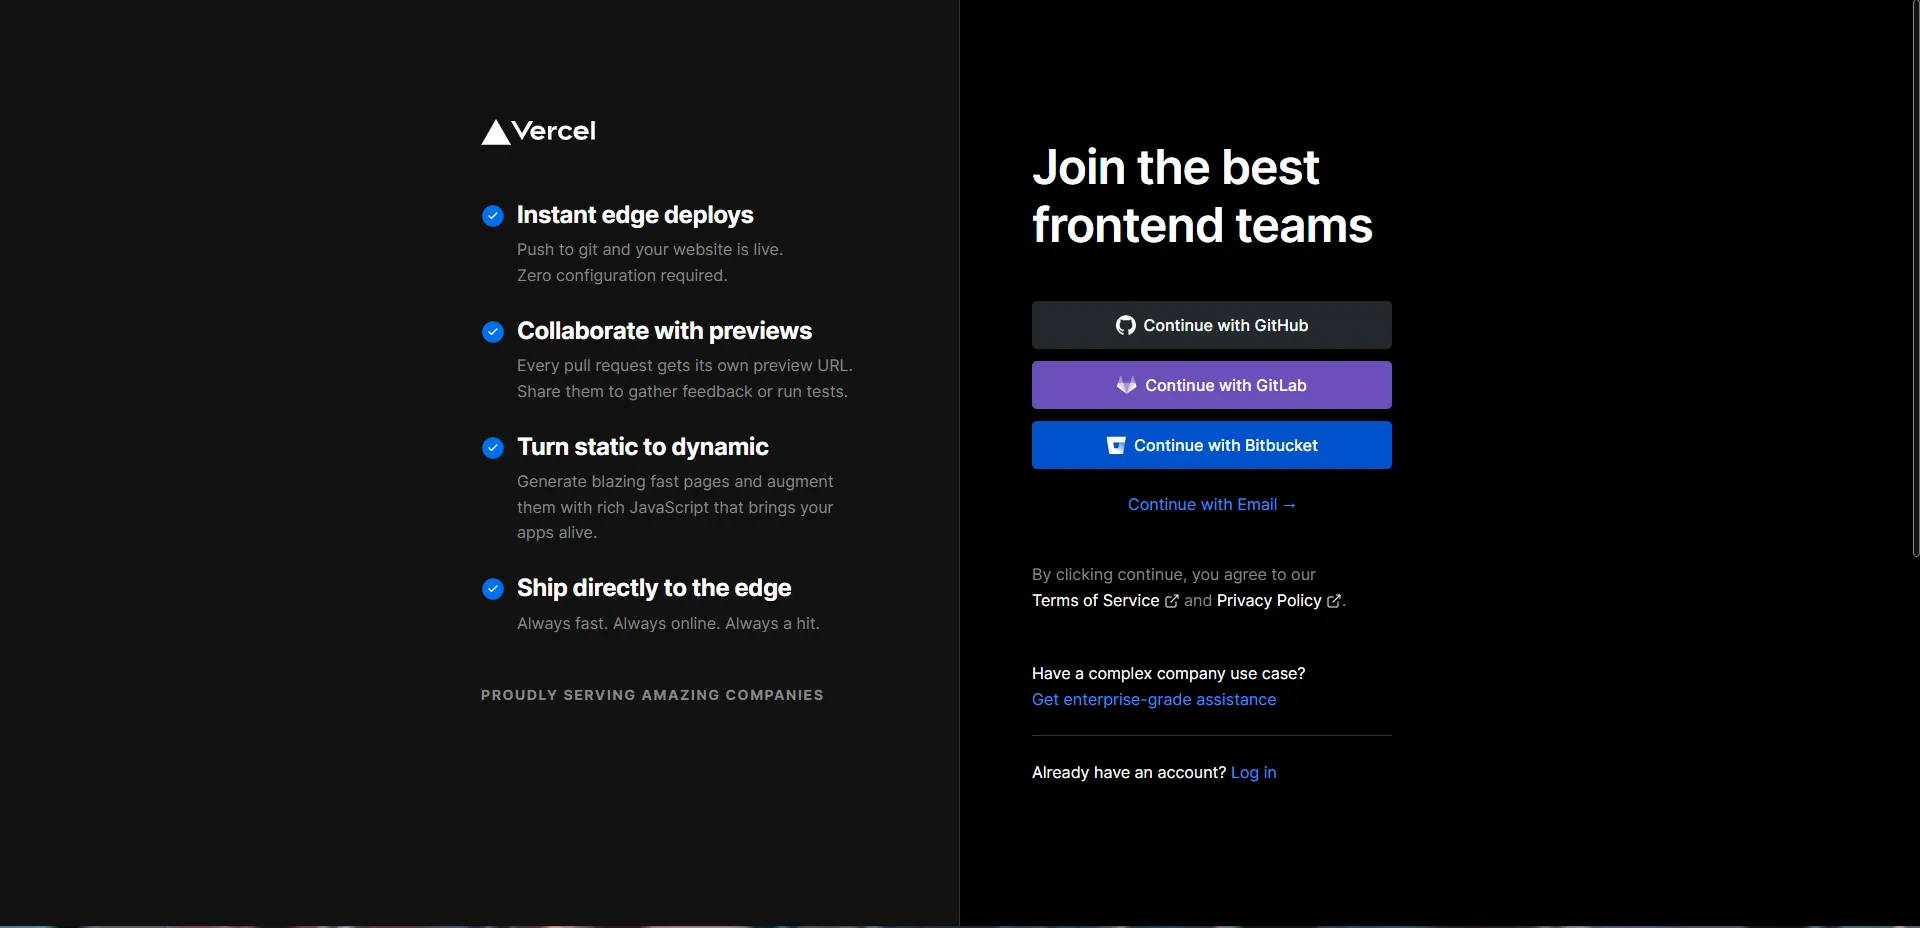 Vercel
Instant edge deploys
Push to git and your website is live.
Zero configuration required.
Collaborate with previews
Every pull request gets its own preview URL.
Share them to gather feedback or run tests.
Turn static to dynamic
Generate blazing fast pages and augment
them with rich JavaScript that brings your
apps alive.
Ship directly to the edge
Always fast. Always online. Always a hit.
PROUDLY SERVING AMAZING COMPANIES
Join the best
frontend teams
Continue with GitHub
Continue with GitLab
Continue with Bitbucket
Continue with Email →
By clicking continue, you agree to our
Terms of Service and Privacy Policy.
Have a complex company use case?
Get enterprise-grade assistance
Already have an account? Log in